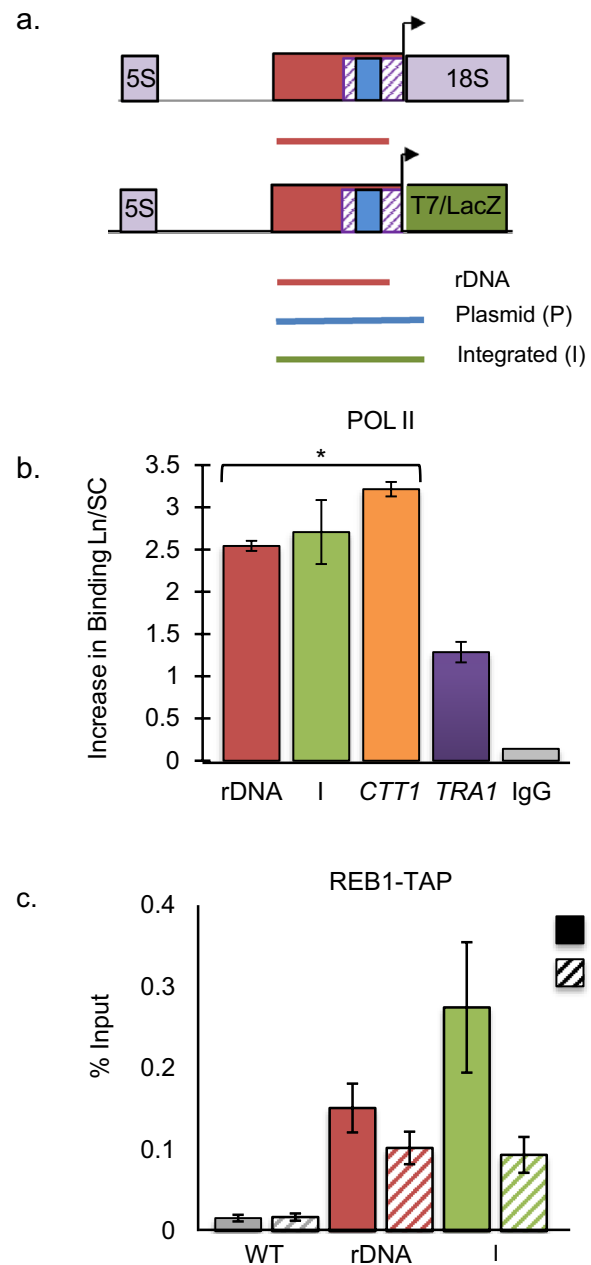 a.
5S
18S
5S
T7/LacZ
rDNA
Plasmid (P)
Integrated (I)
POL II
b.
*
Increase in Binding Ln/SC
3.5
3
2.5
2
1.5
1
0.5
0
rDNA I CTT1 TRA1 IgG
REB1-TAP
c.
% Input
0.4
0.3
0.2
0.1
0
WT rDNA I